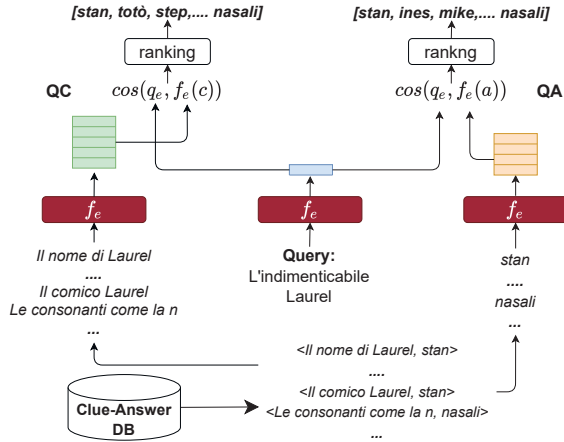 [stan, totò, step,.... nasali]
[stan, ines, mike,.... nasali]
ranking
rankng
QC
cos(q_e, f_e(c))
cos(q_e, f_e(a))
QA
f_e
f_e
f_e
Il nome di Laurel
....
Il comico Laurel
Le consonanti come la n
...
Query:
L'indimenticabile
Laurel
stan
....
nasali
...
<Il nome di Laurel, stan>
....
<Il comico Laurel, stan>
<Le consonanti come la n, nasali>
...
Clue-Answer
DB